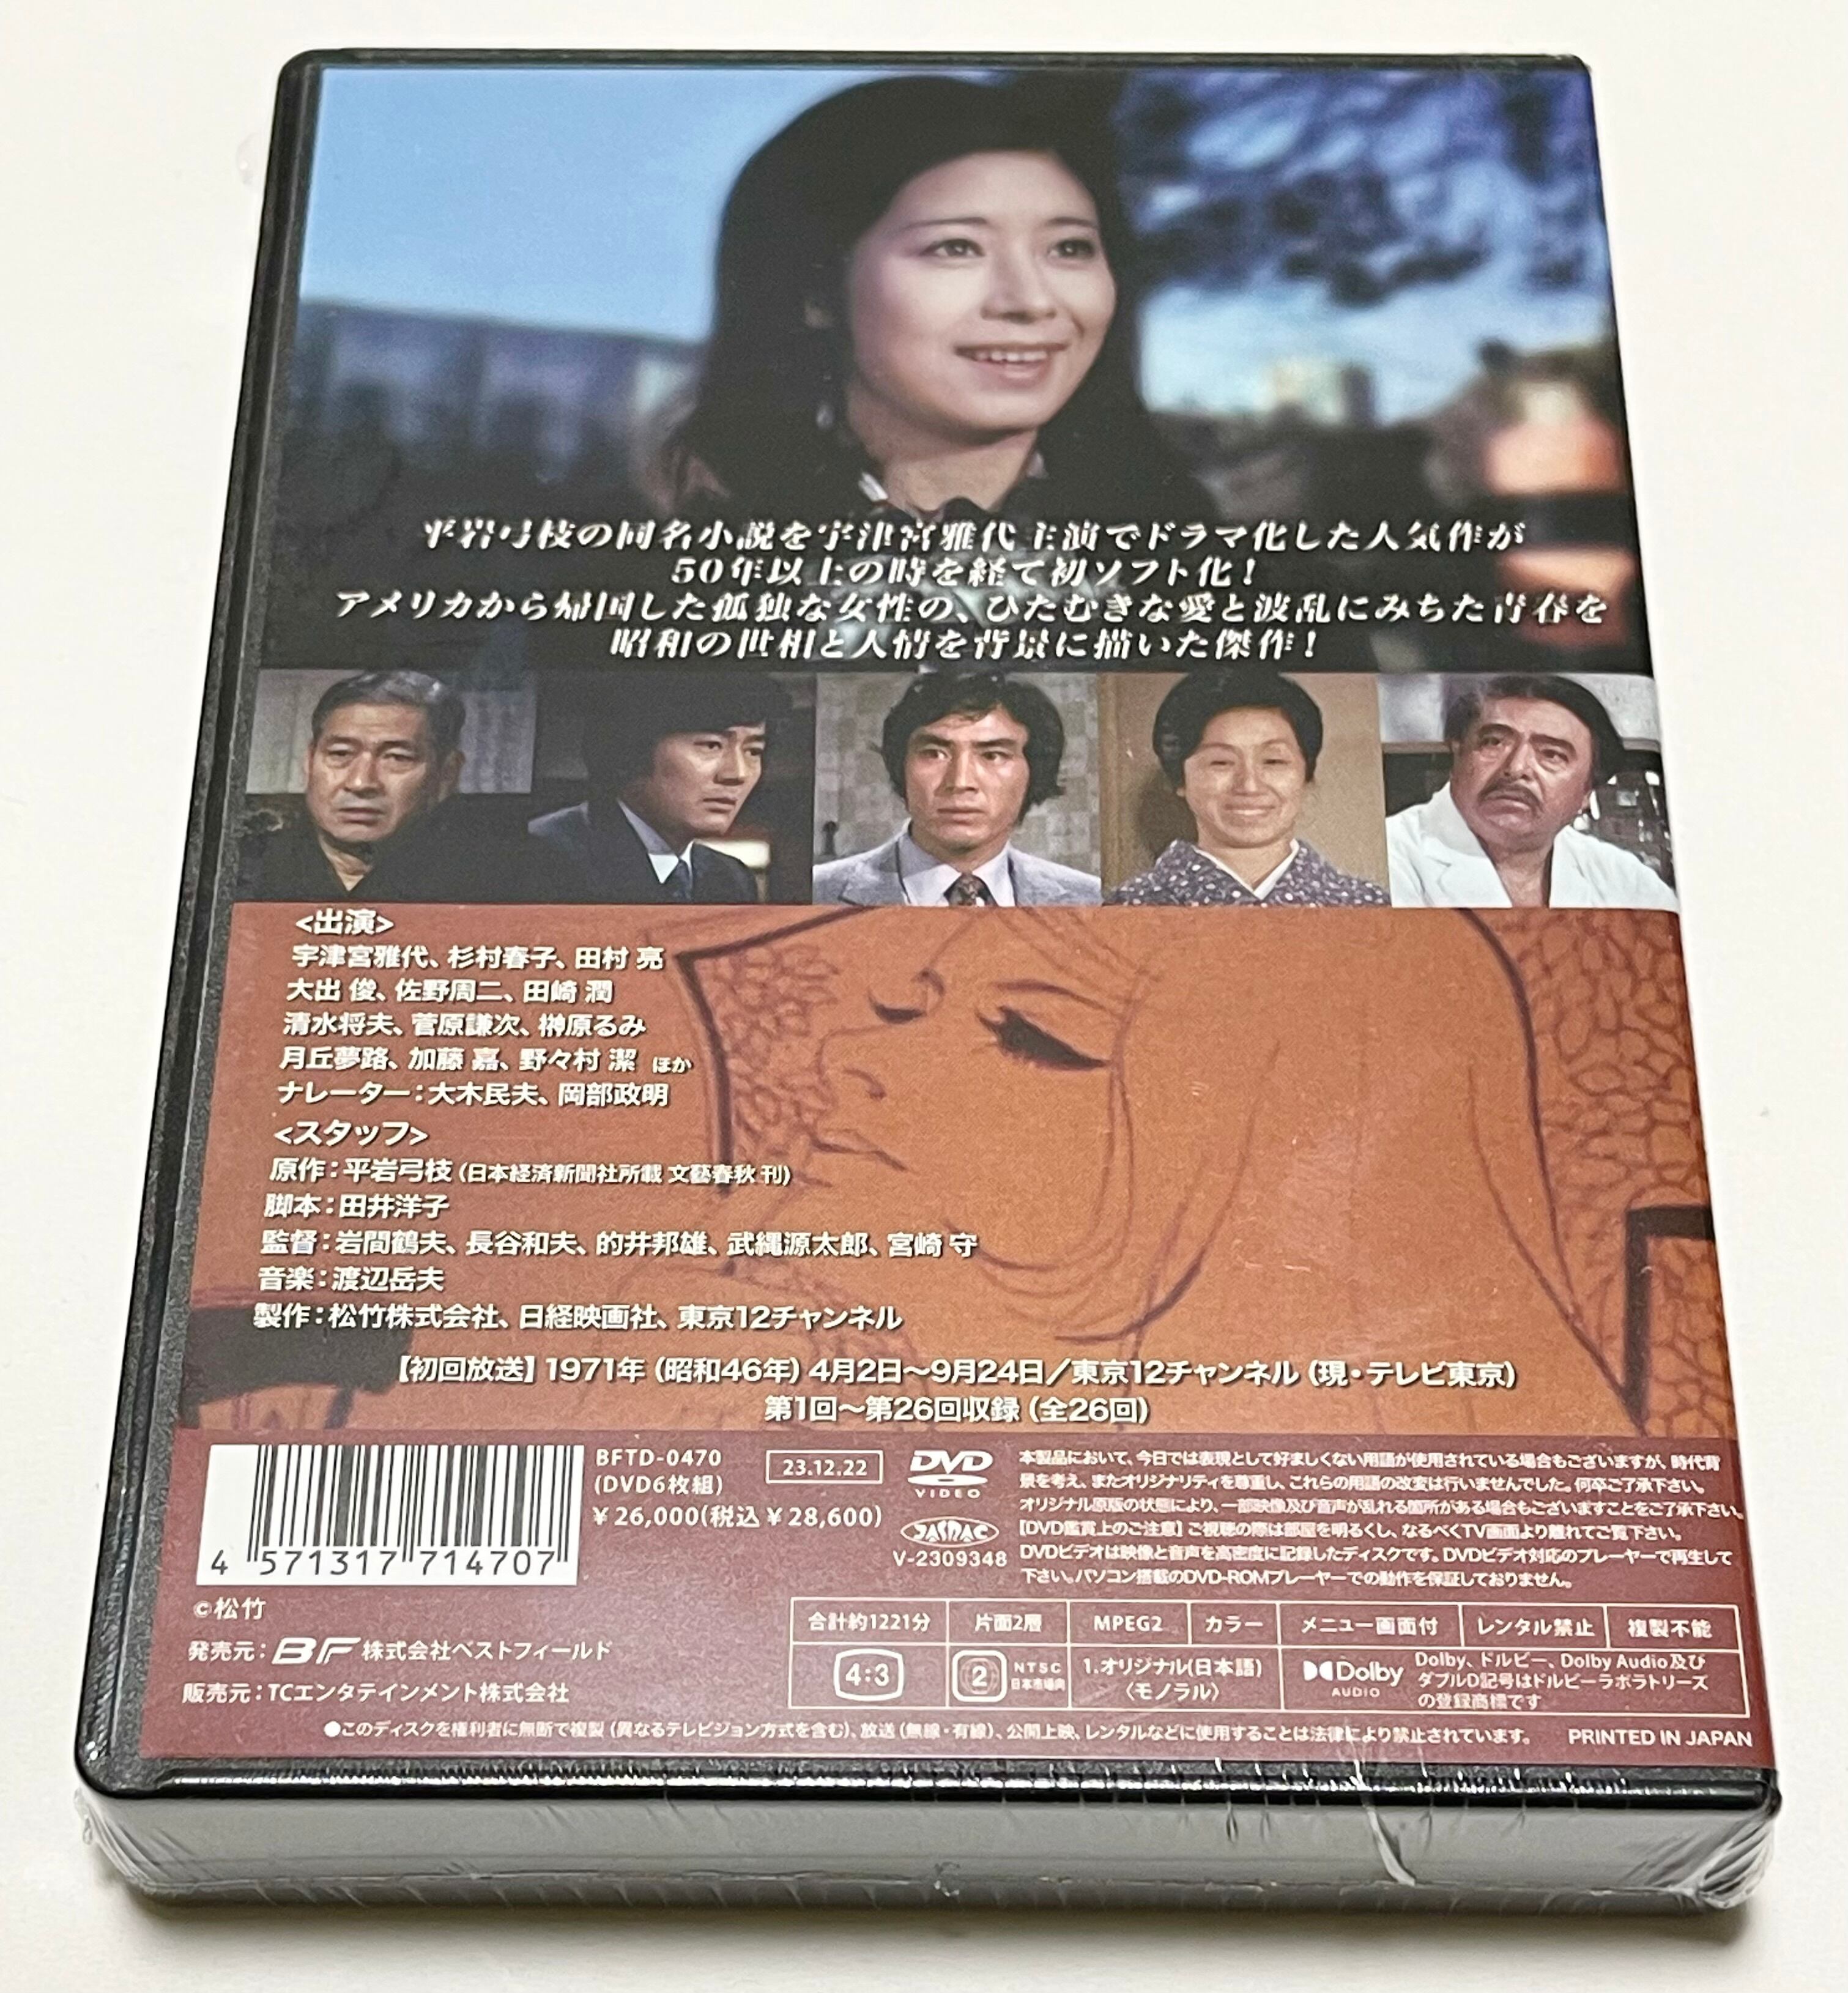 平岩弓枝の同名小説を宇津宮雅代主演でドラマ化した人気作が
50年以上の時を経て初ソフト化!
アメリカから帰国した孤独な女性の、ひたむきな愛と波乱にみちた青春を
昭和の世相と人情を背景に描いた傑作!
<出演>
宇津宮雅代、杉村春子、田村 亮
大出 俊、佐野周二、田崎 潤
清水将夫、菅原謙次、榊原るみ
月丘夢路、加藤 嘉、野々村 潔 ほか
ナレーター:大木民夫、岡部政明
<スタッフ>
原作:平岩弓枝(日本経済新聞社所載 文藝春秋 刊)
脚本:田井洋子
監督:岩間鶴夫、長谷和夫、的井邦雄、武縄源太郎、宮崎 守
音楽:渡辺岳夫
製作:松竹株式会社、日経映画社、東京12チャンネル
【初回放送】1971年(昭和46年)4月2日～9月24日/東京12チャンネル(現・テレビ東京)
第1回～第26回収録(全26回)
4 571317 714707
BFTD-0470
(DVD6枚組)
¥26,000(税込¥28,600)
23.12.22
DVD
VIDEO
JASRAC
V-2309348
本製品において、今日では表現として好ましくない用語が使用されている場合もございますが、時代背
景を考え、またオリジナリティを尊重し、これらの用語の改変は行いませんでした。何卒ご了承下さい。
オリジナル原版の状態により、一部映像及び音声が乱れる箇所がある場合もございますことをご了承下さい。
【DVD鑑賞上のご注意】ご視聴の際は部屋を明るくし、なるべくTV画面より離れてご覧下さい。
DVDビデオは映像と音声を高密度に記録したディスクです。DVDビデオ対応のプレーヤーで再生して
下さい。パソコン搭載のDVD-ROMプレーヤーでの動作を保証しておりません。
©松竹
発売元:BF 株式会社ベストフィールド
販売元:TCエンタテインメント株式会社
合計約1221分 片面2層 MPEG2 カラー メニュー画面付 レンタル禁止 複製不能
4:3
2
NTSC
日本市場向
1.オリジナル(日本語)
〈モノラル〉
Dolby
AUDIO
Dolby、ドルビー、Dolby Audio及び
ダブルD記号はドルビーラボラトリーズ
の登録商標です
●このディスクを権利者に無断で複製(異なるテレビジョン方式を含む)、放送(無線・有線)、公開上映、レンタルなどに使用することは法律により禁止されています。 PRINTED IN JAPAN